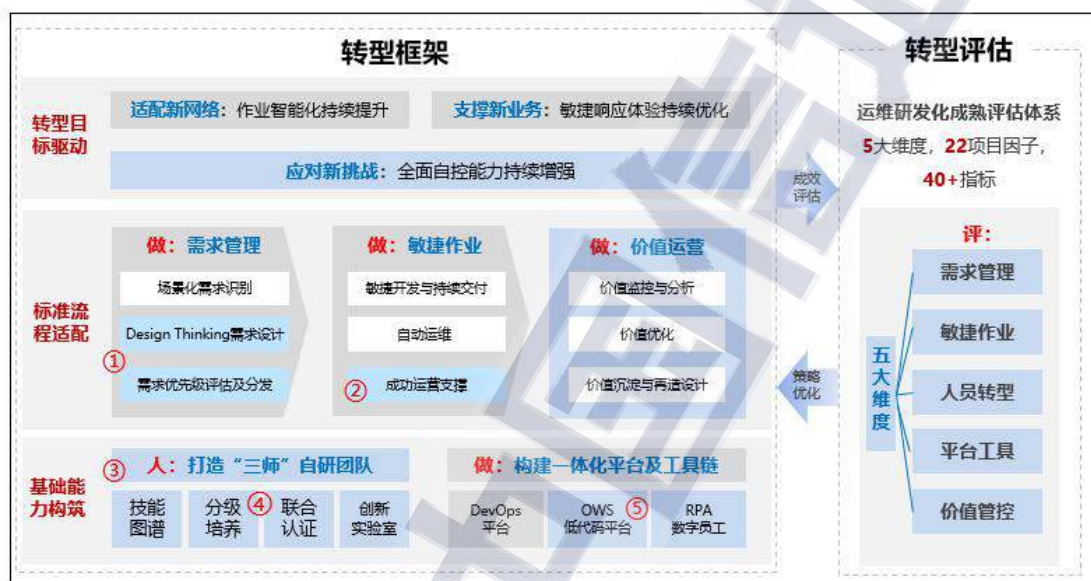 转型框架
转型目
标驱动
适配新网络：作业智能化持续提升
支撑新业务：敏捷响应体验持续优化
应对新挑战：全面自控能力持续增强
标准流
程适配
做：需求管理
场景化需求识别
Design Thinking需求设计
①
需求优先级评估及分发
做：敏捷作业
敏捷开发与持续交付
自动运维
②
成功运营支撑
做：价值运营
价值监控与分析
价值优化
价值沉淀与再造设计
基础能
力构筑
③
人：打造“三师”自研团队
技能
图谱
分级
培养
④
联合
认证
创新
实验室
做：构建一体化平台及工具链
DevOps
平台
OWS
低代码平台
⑤
RPA
数字员工
成效
评估
策略
优化
转型评估
运维研发化成熟评估体系
5大维度，22项目因子，
40+指标
评：
五大维度
需求管理
敏捷作业
人员转型
平台工具
价值管控